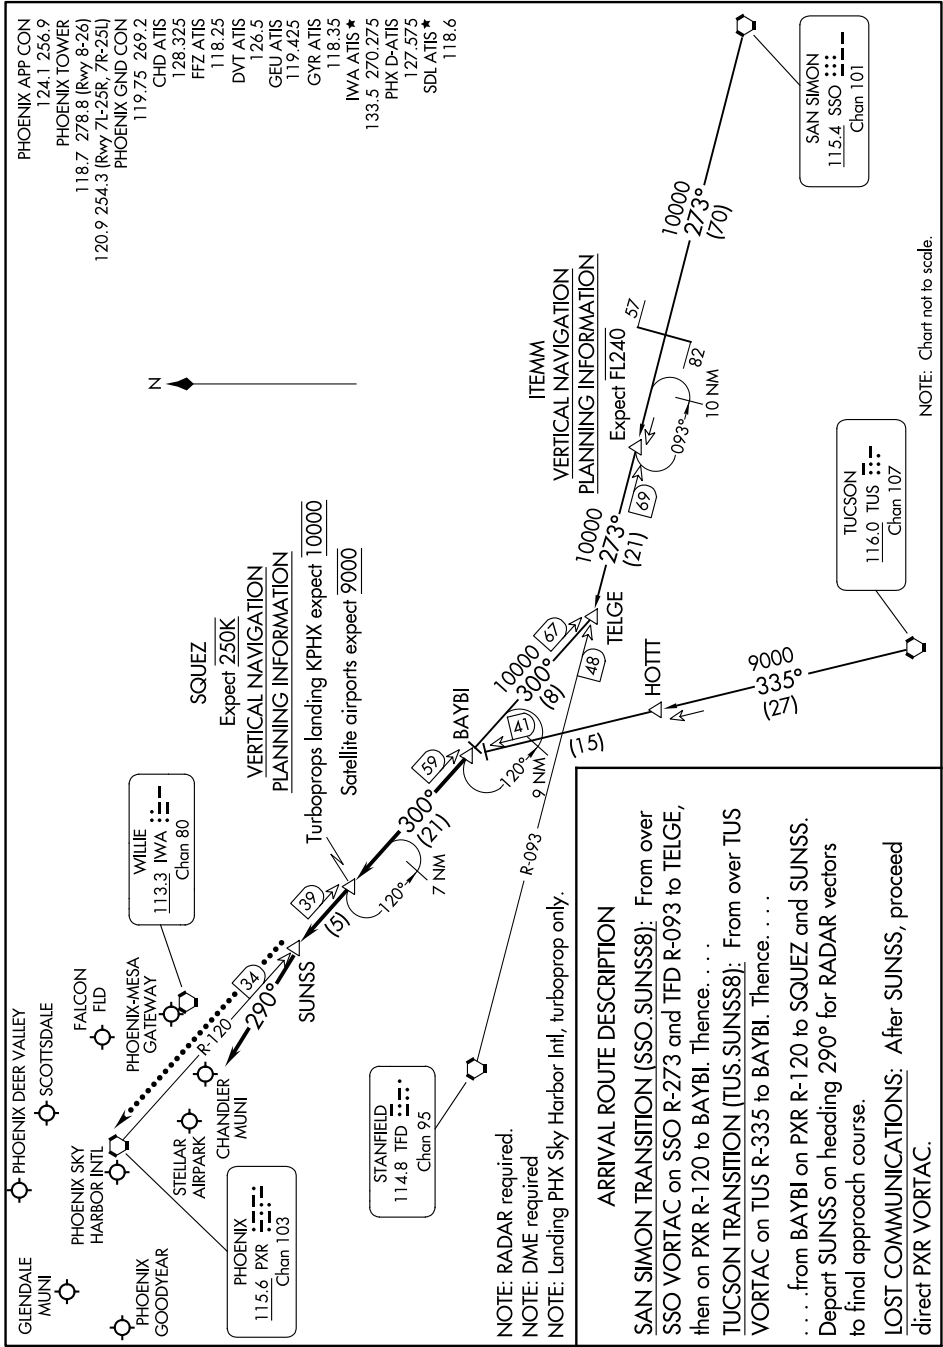 PHOENIX APP CON
124.1 256.9
PHOENIX TOWER
118.7 278.8 (Rwy 8-26)
120.9 254.3 (Rwy 7L-25R, 7R-25L)
PHOENIX GND CON
119.75 269.2
CHD ATIS
128.325
FFZ ATIS
118.25
DVT ATIS
126.5
GEU ATIS
119.425
GYR ATIS
118.35
IWA ATIS★
133.5 270.275
PHX D-ATIS
127.575
SDL ATIS★
118.6
N
GLENDALE
MUNI
PHOENIX DEER VALLEY
SCOTTSDALE
PHOENIX SKY
HARBOR INTL
PHOENIX
GOODYEAR
FALCON
FLD
PHOENIX-MESA
GATEWAY
STELLAR
AIRPARK
CHANDLER
MUNI
WILLIE
113.3 IWA
Chan 80
PHOENIX
115.6 PXR
Chan 103
STANFIELD
114.8 TFD
Chan 95
SAN SIMON
115.4 SSO
Chan 101
TUCSON
116.0 TUS
Chan 107
SQUEZ
Expect 250K
VERTICAL NAVIGATION
PLANNING INFORMATION
Turboprops landing KPHX expect 10000
Satellite airports expect 9000
ITEMM
VERTICAL NAVIGATION
PLANNING INFORMATION
Expect FL240
R-120
34
290°
SUNSS
39
(5)
120°
7 NM
300°
(21)
59
BAYBI
120°
9 NM
41
10000
300°
(8)
67
48
TELGE
R-093
10000
273°
(21)
69
093°
10 NM
82
57
10000
273°
(70)
HOTTT
(15)
9000
335°
(27)
NOTE: RADAR required.
NOTE: DME required
NOTE: Landing PHX Sky Harbor Intl, turboprop only.
NOTE: Chart not to scale.
ARRIVAL ROUTE DESCRIPTION
SAN SIMON TRANSITION (SSO.SUNSS8): From over
SSO VORTAC on SSO R-273 and TFD R-093 to TELGE,
then on PXR R-120 to BAYBI. Thence. . . .
TUCSON TRANSITION (TUS.SUNSS8): From over TUS
VORTAC on TUS R-335 to BAYBI. Thence. . . .
. . . .from BAYBI on PXR R-120 to SQUEZ and SUNSS.
Depart SUNSS on heading 290° for RADAR vectors
to final approach course.
LOST COMMUNICATIONS: After SUNSS, proceed
direct PXR VORTAC.